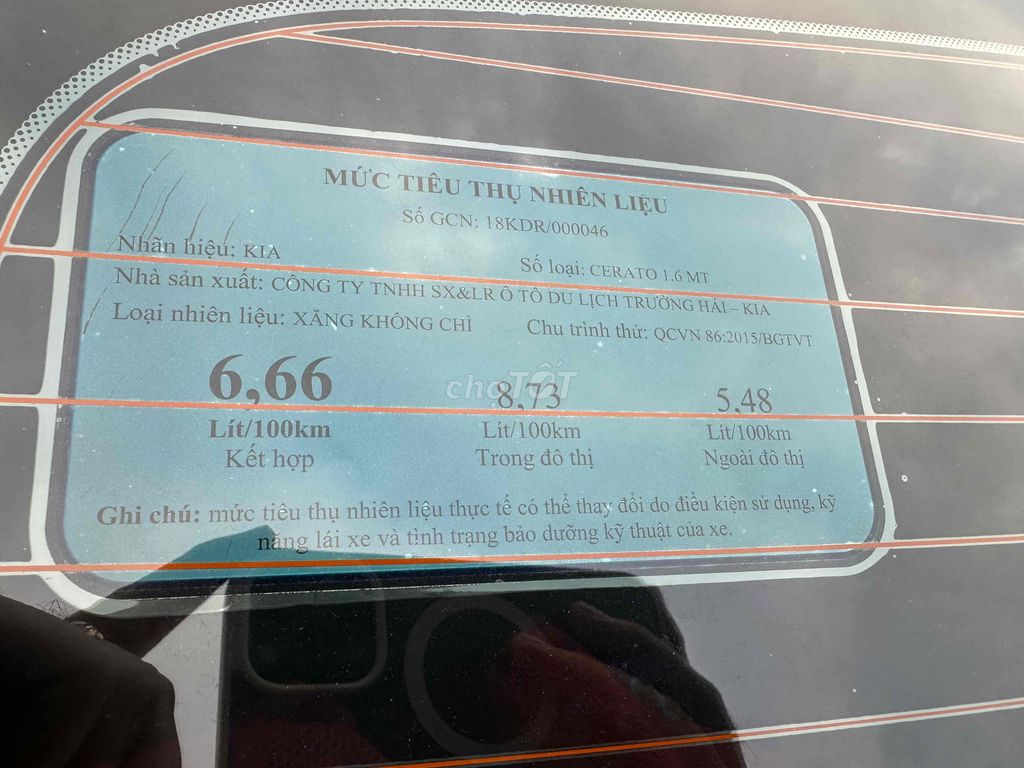 MỨC TIÊU THỤ NHIÊN LIỆU
Số GCN: 18KDR/000046
Nhãn hiệu: KIA
Số loại: CERATO 1.6 MT
Nhà sản xuất: CÔNG TY TNHH SX&LR Ô TÔ DU LỊCH TRƯỜNG HẢI – KIA
Loại nhiên liệu: XĂNG KHÔNG CHÌ
Chu trình thử: QCVN 86:2015/BGTVT
6,66
8,73
5,48
chợTỐT
Lít/100km
Lít/100km
Lít/100km
Kết hợp
Trong đô thị
Ngoài đô thị
Ghi chú: mức tiêu thụ nhiên liệu thực tế có thể thay đổi do điều kiện sử dụng, kỹ
năng lái xe và tình trạng bảo dưỡng kỹ thuật của xe.